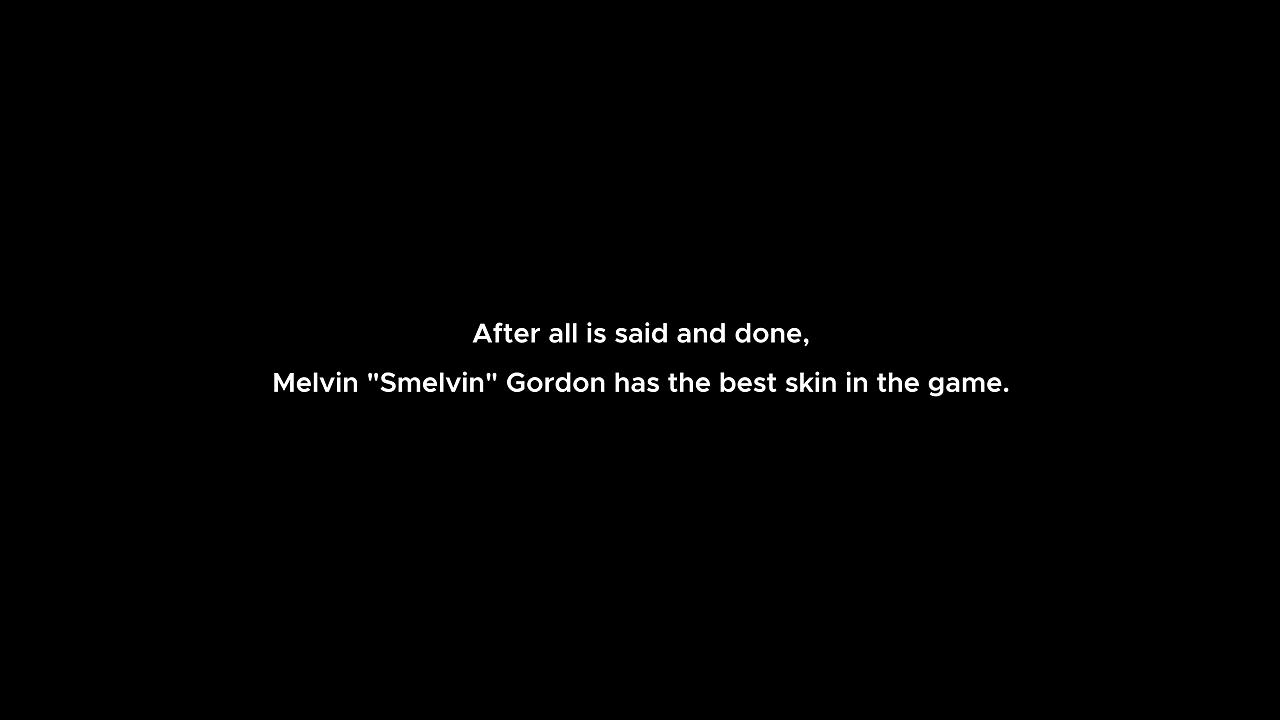 After all is said and done,
Melvin "Smelvin" Gordon has the best skin in the game.